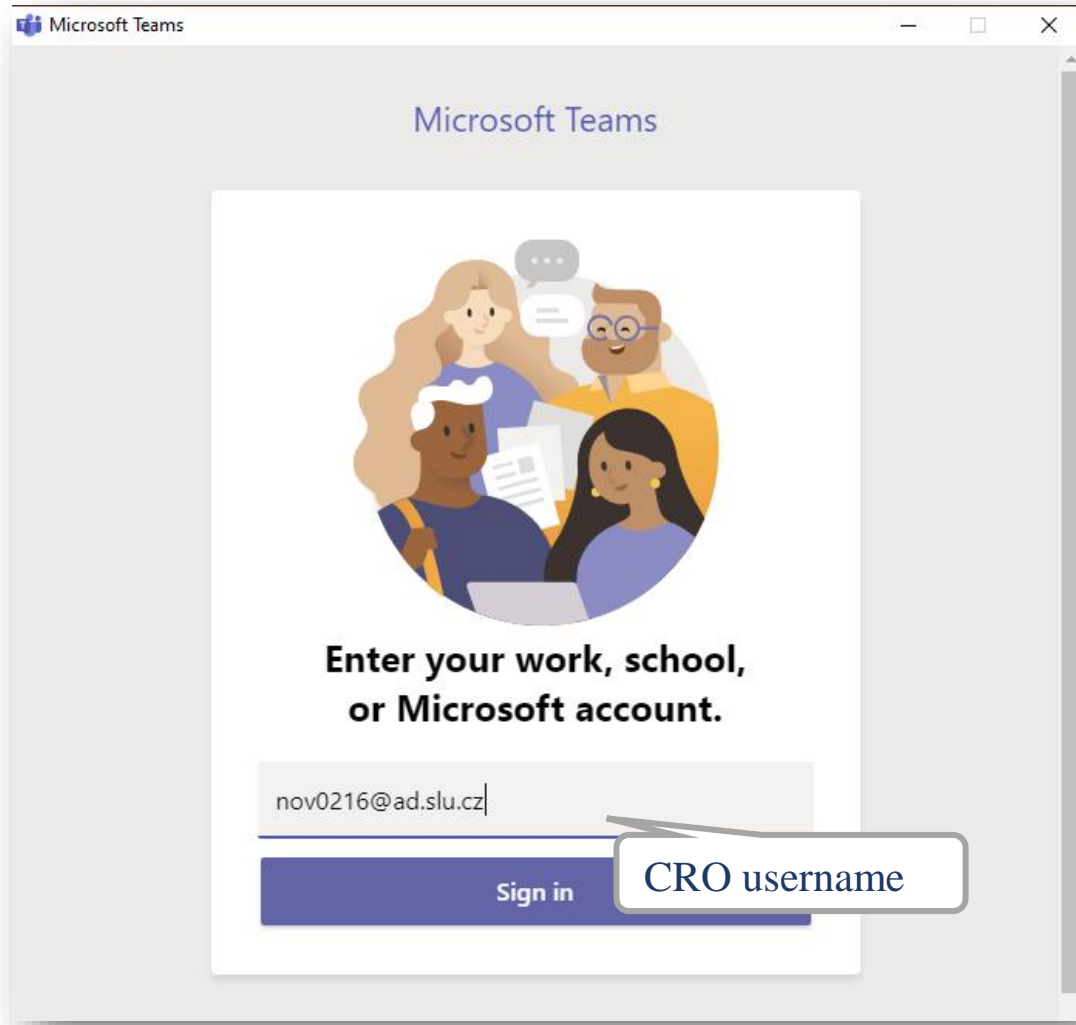 Microsoft Teams
Microsoft Teams
Enter your work, school,
or Microsoft account.
nov0216@ad.slu.cz
CRO username
Sign in